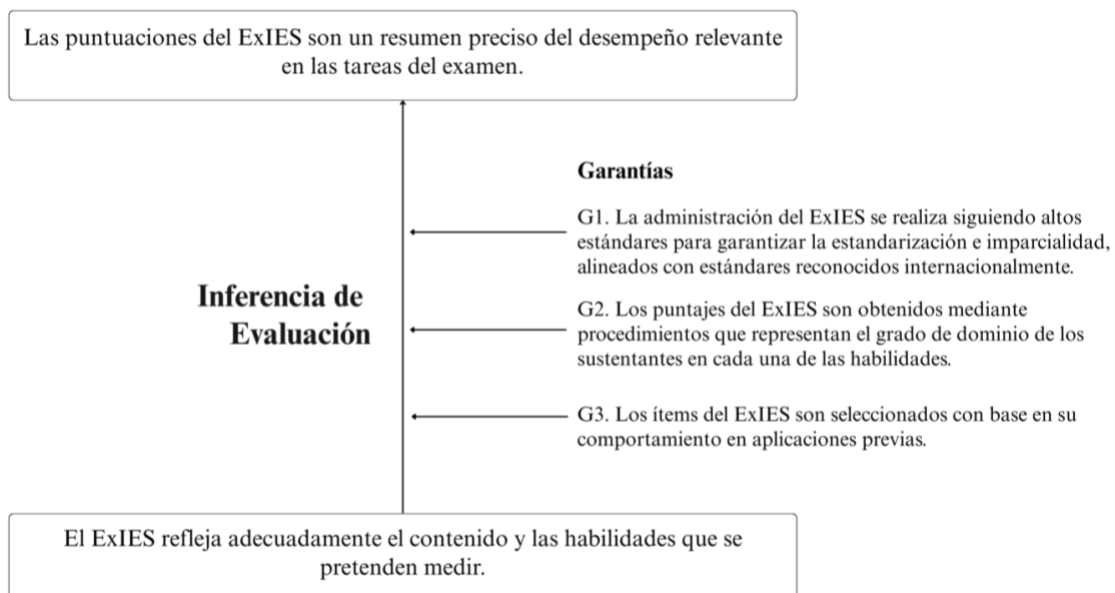 Las puntuaciones del ExIES son un resumen preciso del desempeño relevante
en las tareas del examen.
Garantías
G1. La administración del ExIES se realiza siguiendo altos
estándares para garantizar la estandarización e imparcialidad,
alineados con estándares reconocidos internacionalmente.
Inferencia de
Evaluación
G2. Los puntajes del ExIES son obtenidos mediante
procedimientos que representan el grado de dominio de los
sustentantes en cada una de las habilidades.
G3. Los ítems del ExIES son seleccionados con base en su
comportamiento en aplicaciones previas.
El ExIES refleja adecuadamente el contenido y las habilidades que se
pretenden medir.